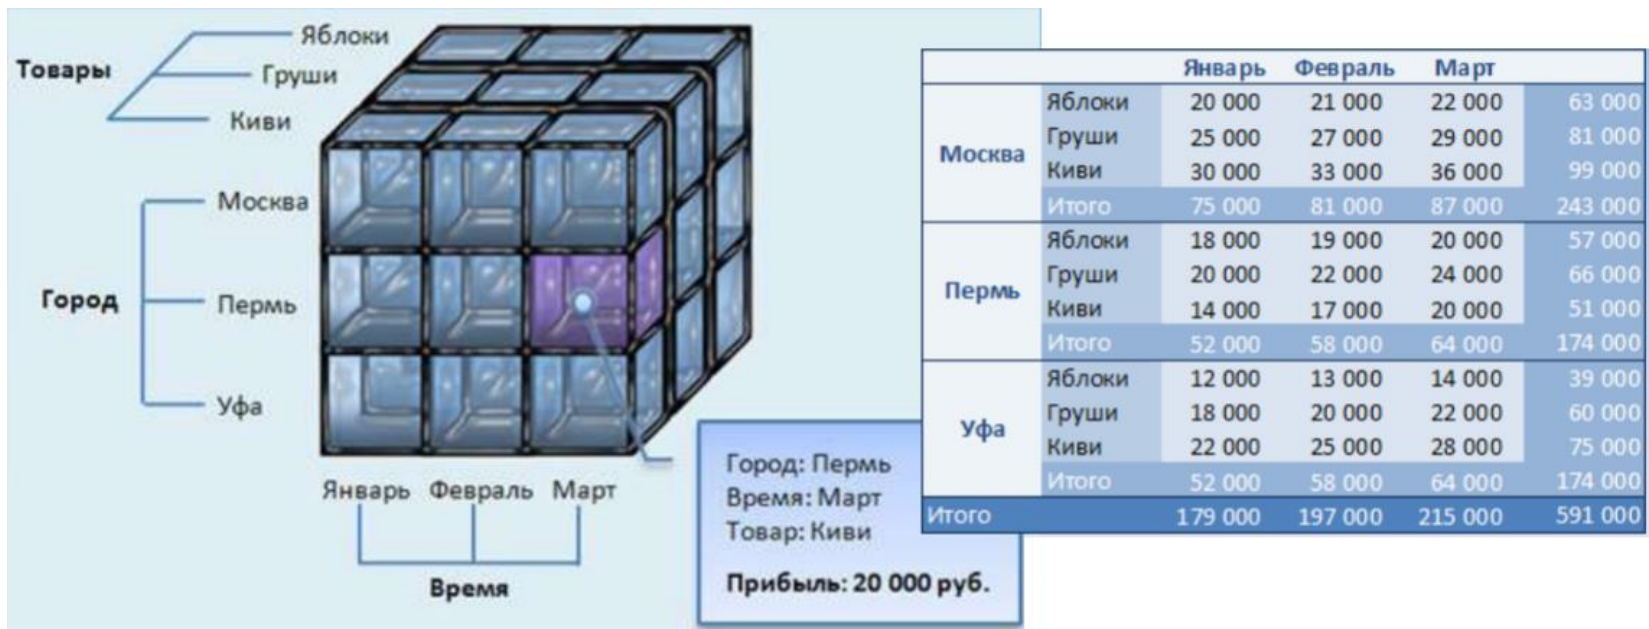 Товары
Яблоки
Груши
Киви
Город
Москва
Пермь
Уфа
Январь Февраль Март
Время
Город: Пермь
Время: Март
Товар: Киви
Прибыль: 20 000 руб.
Январь Февраль Март
Москва
Яблоки 20 000 21 000 22 000 63 000
Груши 25 000 27 000 29 000 81 000
Киви 30 000 33 000 36 000 99 000
Итого 75 000 81 000 87 000 243 000
Пермь
Яблоки 18 000 19 000 20 000 57 000
Груши 20 000 22 000 24 000 66 000
Киви 14 000 17 000 20 000 51 000
Итого 52 000 58 000 64 000 174 000
Уфа
Яблоки 12 000 13 000 14 000 39 000
Груши 18 000 20 000 22 000 60 000
Киви 22 000 25 000 28 000 75 000
Итого 52 000 58 000 64 000 174 000
Итого 179 000 197 000 215 000 591 000